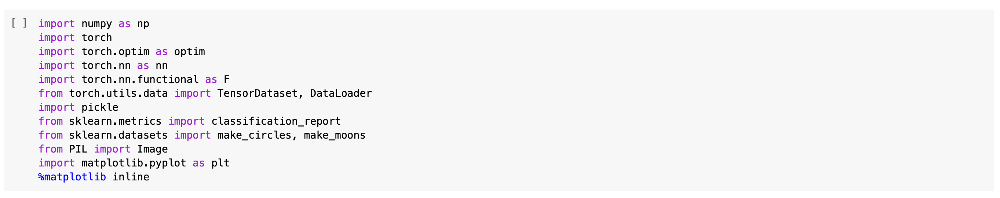 [ ] import numpy as np
import torch
import torch.optim as optim
import torch.nn as nn
import torch.nn.functional as F
from torch.utils.data import TensorDataset, DataLoader
import pickle
from sklearn.metrics import classification_report
from sklearn.datasets import make_circles, make_moons
from PIL import Image
import matplotlib.pyplot as plt
%matplotlib inline